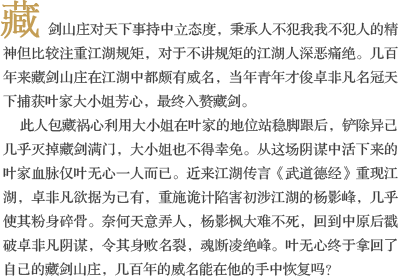 藏剑山庄对天下事持中立态度，秉承人不犯我我不犯人的精
神但比较注重江湖规矩，对于不讲规矩的江湖人深恶痛绝。几百
年来藏剑山庄在江湖中都颇有威名，当年青年才俊卓非凡名冠天
下捕获叶家大小姐芳心，最终入赘藏剑。
此人包藏祸心利用大小姐在叶家的地位站稳脚跟后，铲除异己
几乎灭掉藏剑满门，大小姐也不得幸免。从这场阴谋中活下来的
叶家血脉仅叶无心一人而已。近来江湖传言《武道德经》重现江
湖，卓非凡欲据为己有，重施诡计陷害初涉江湖的杨影峰，几乎
使其粉身碎骨。奈何天意弄人，杨影枫大难不死，回到中原后戳
破卓非凡阴谋，令其身败名裂，魂断凌绝峰。叶无心终于拿回了
自己的藏剑山庄，几百年的威名能在他的手中恢复吗？